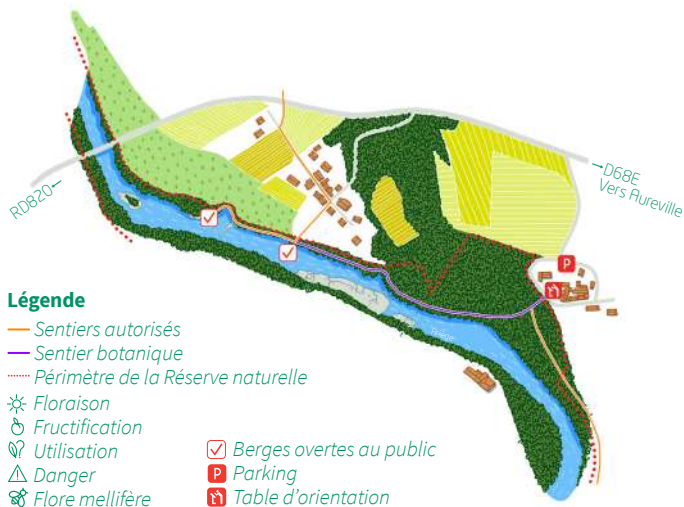 RD820←
→D68E
Vers Aureville
P
Légende
Sentiers autorisés
Sentier botanique
Périmètre de la Réserve naturelle
Floraison
Fructification
Utilisation
Danger
Flore mellifère
Berges overtes au public
P Parking
Table d'orientation